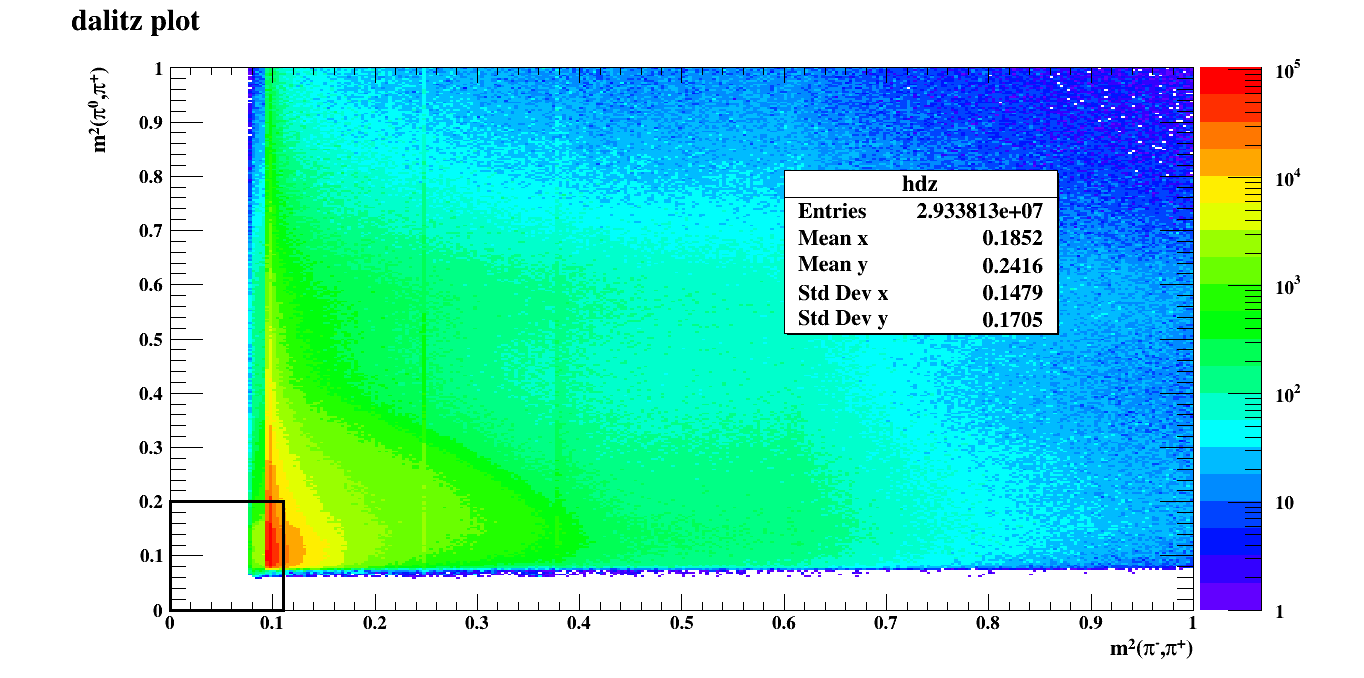 dalitz plot
m²(π⁰,π⁺)
1
0.9
0.8
0.7
0.6
0.5
0.4
0.3
0.2
0.1
0
hdz
Entries 2.933813e+07
Mean x 0.1852
Mean y 0.2416
Std Dev x 0.1479
Std Dev y 0.1705
10⁵
10⁴
10³
10²
10
1
0 0.1 0.2 0.3 0.4 0.5 0.6 0.7 0.8 0.9 1
m²(π⁻,π⁺)